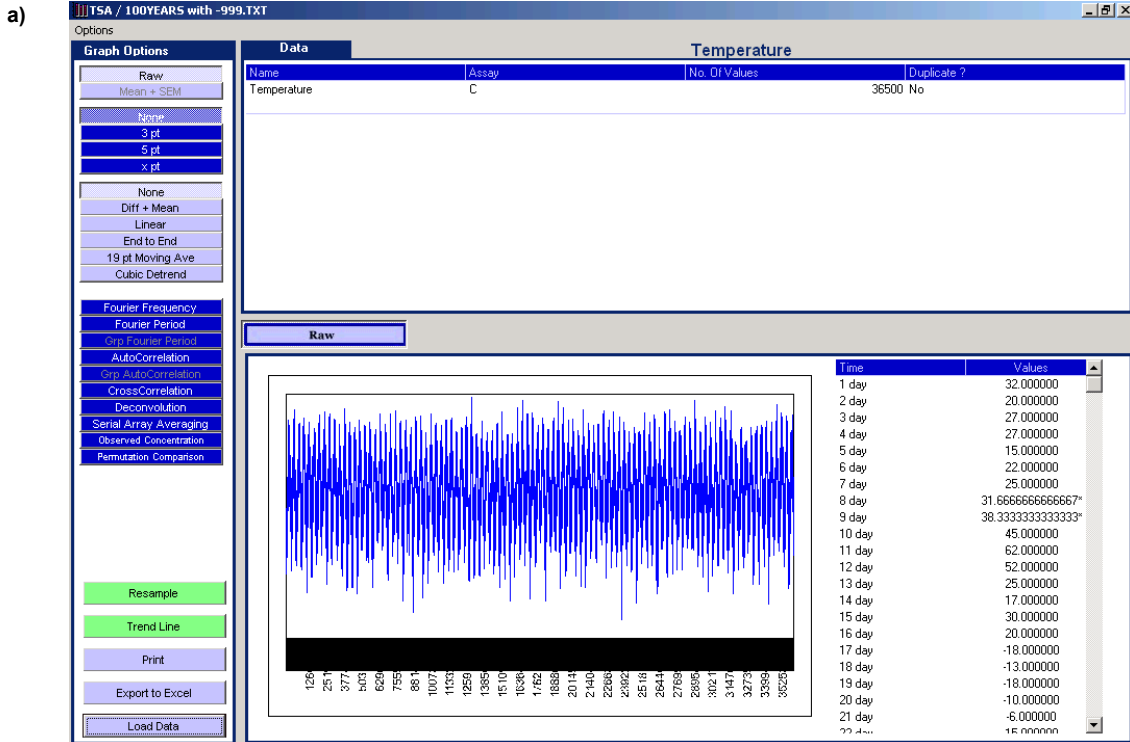 a)
TSA / 100YEARS with -999.TXT
Options
Graph Options
Raw
Mean + SEM
None
3 pt
5 pt
x pt
None
Diff + Mean
Linear
End to End
19 pt Moving Ave
Cubic Detrend
Fourier Frequency
Fourier Period
Grp Fourier Period
AutoCorrelation
Grp AutoCorrelation
CrossCorrelation
Deconvolution
Serial Array Averaging
Observed Concentration
Permutation Comparison
Resample
Trend Line
Print
Export to Excel
Load Data
Data
Temperature
Name Assay No. Of Values Duplicate ?
Temperature C 36500 No
Raw
Time Values
1 day 32.000000
2 day 20.000000
3 day 27.000000
4 day 27.000000
5 day 15.000000
6 day 22.000000
7 day 25.000000
8 day 31.6666666666667*
9 day 38.3333333333333*
10 day 45.000000
11 day 62.000000
12 day 52.000000
13 day 25.000000
14 day 17.000000
15 day 30.000000
16 day 20.000000
17 day -18.000000
18 day -13.000000
19 day -18.000000
20 day -10.000000
21 day -6.000000
22 day 15.000000